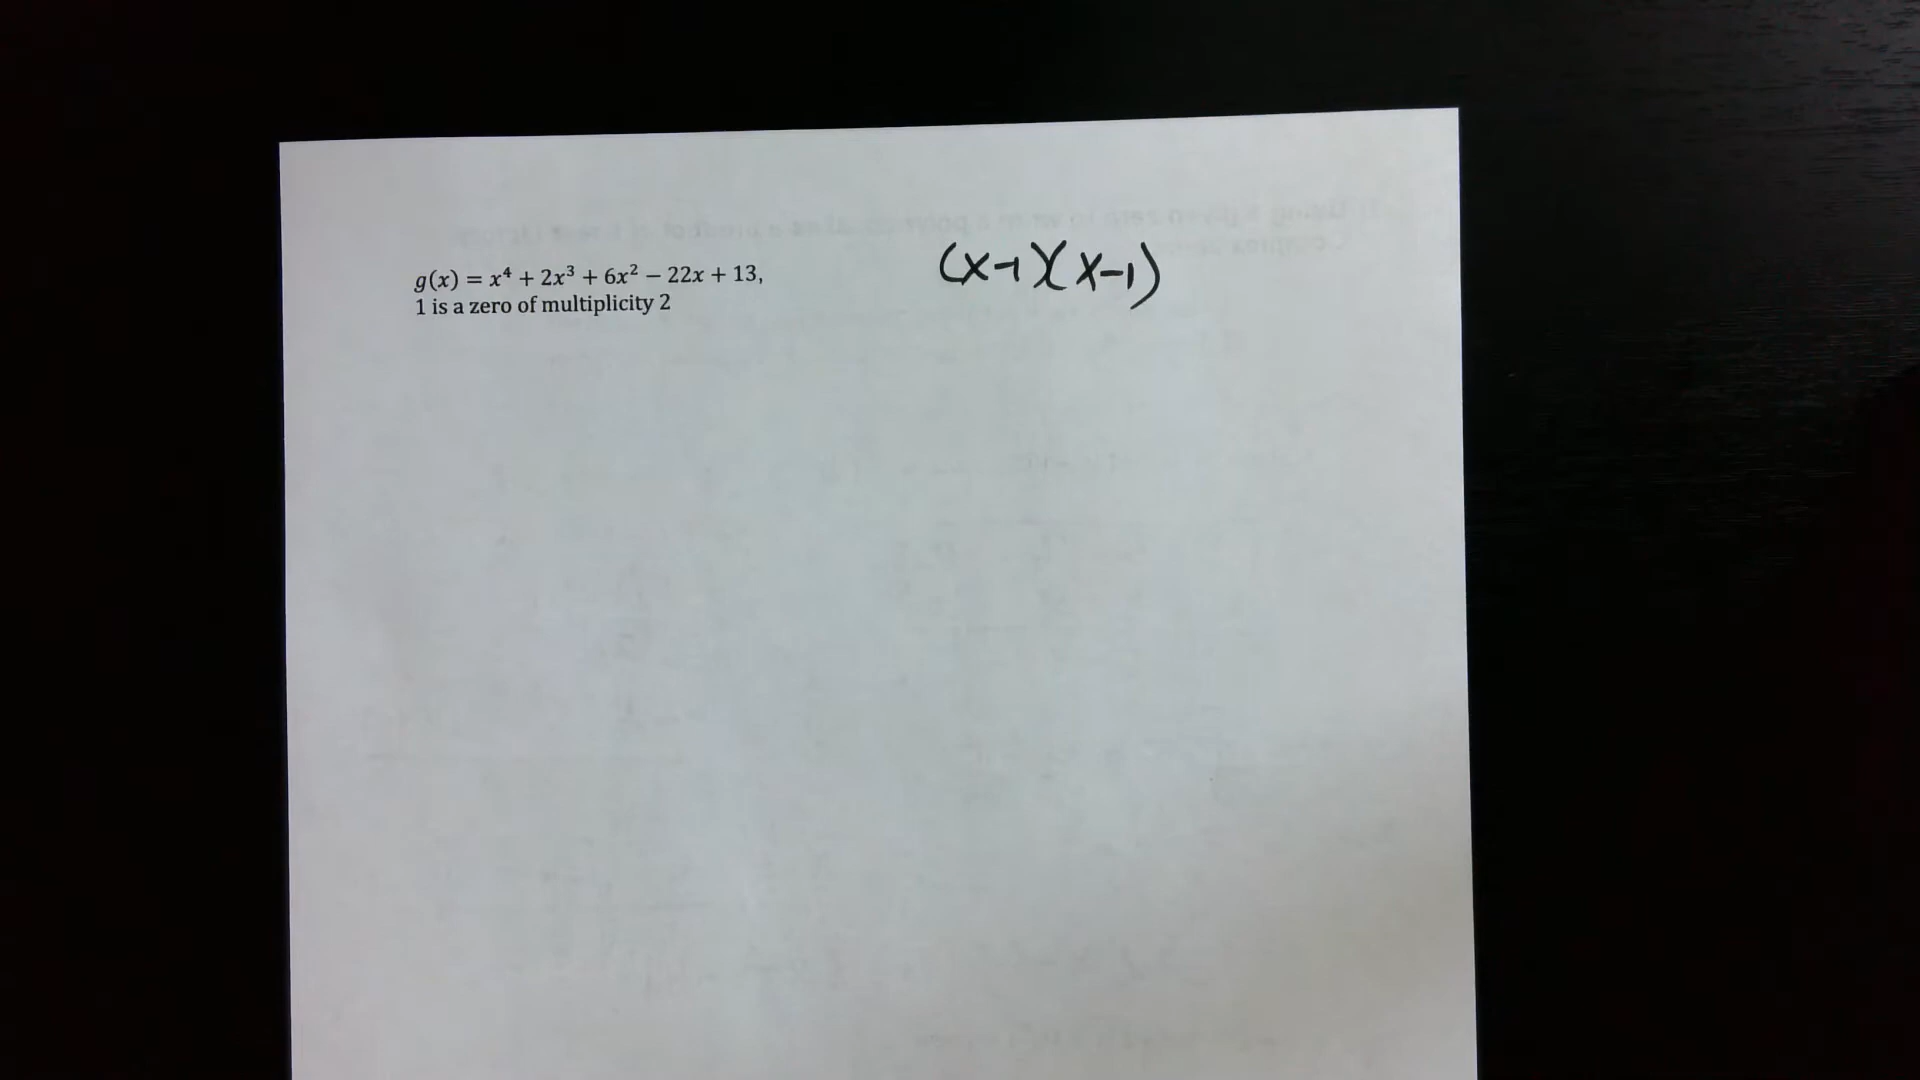 g(x) = x⁴ + 2x³ + 6x² − 22x + 13,
1 is a zero of multiplicity 2
(x-1)(x-1)